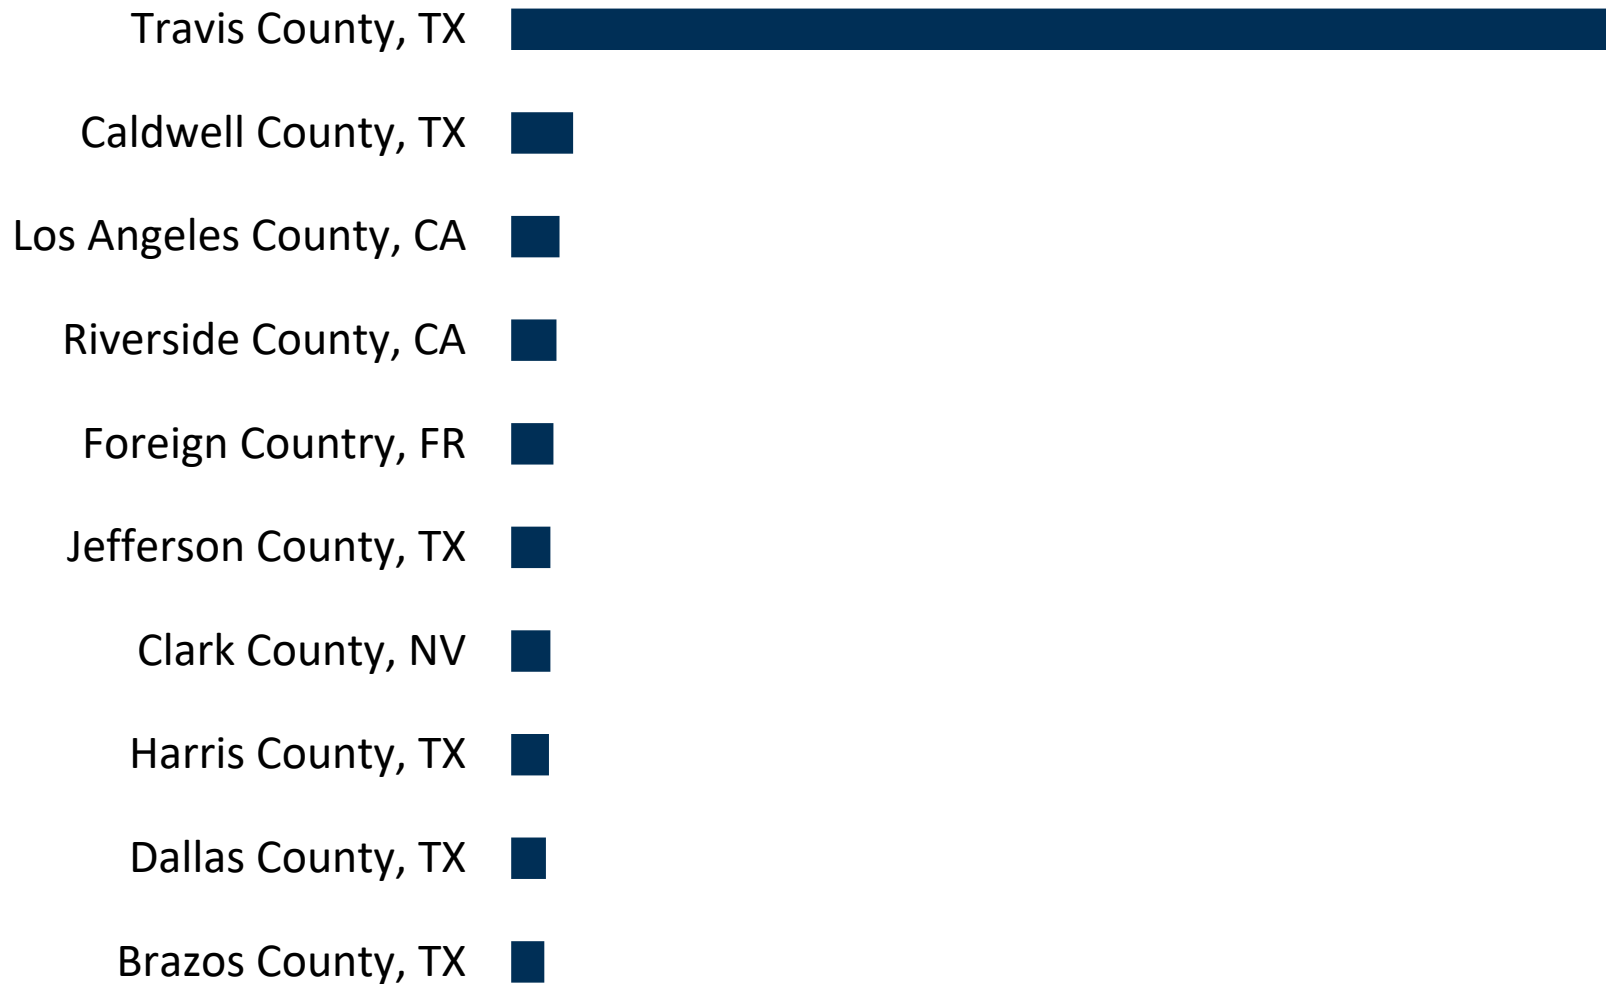 Travis County, TX
Caldwell County, TX
Los Angeles County, CA
Riverside County, CA
Foreign Country, FR
Jefferson County, TX
Clark County, NV
Harris County, TX
Dallas County, TX
Brazos County, TX